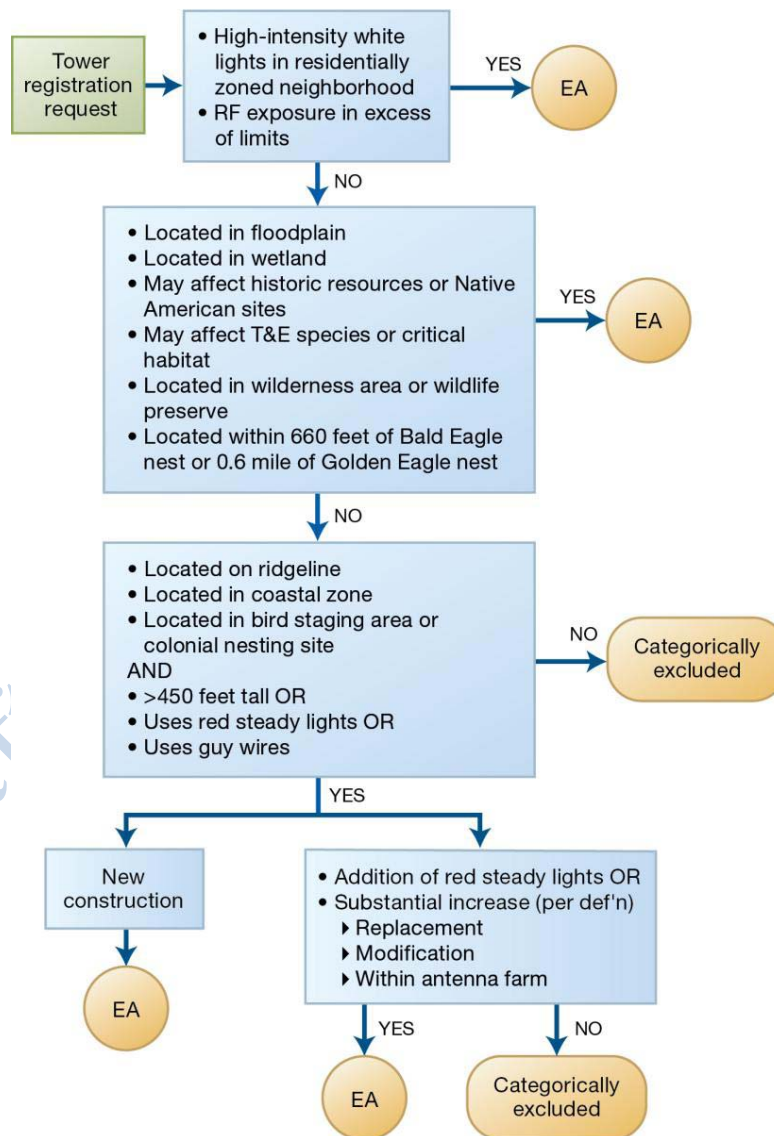 Tower
registration
request
• High-intensity white
lights in residentially
zoned neighborhood
• RF exposure in excess
of limits
YES
EA
NO
• Located in floodplain
• Located in wetland
• May affect historic resources or Native
American sites
• May affect T&E species or critical
habitat
• Located in wilderness area or wildlife
preserve
• Located within 660 feet of Bald Eagle
nest or 0.6 mile of Golden Eagle nest
YES
EA
NO
• Located on ridgeline
• Located in coastal zone
• Located in bird staging area or
colonial nesting site
AND
• >450 feet tall OR
• Uses red steady lights OR
• Uses guy wires
NO
Categorically
excluded
YES
New
construction
EA
• Addition of red steady lights OR
• Substantial increase (per def'n)
Replacement
Modification
Within antenna farm
YES
NO
EA
Categorically
excluded